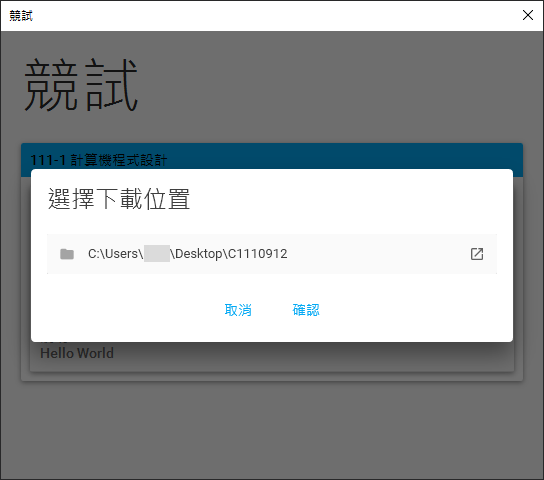 競試
競試
111-1 計算機程式設計
選擇下載位置
C:\Users\ \Desktop\C1110912
取消 確認
Hello World